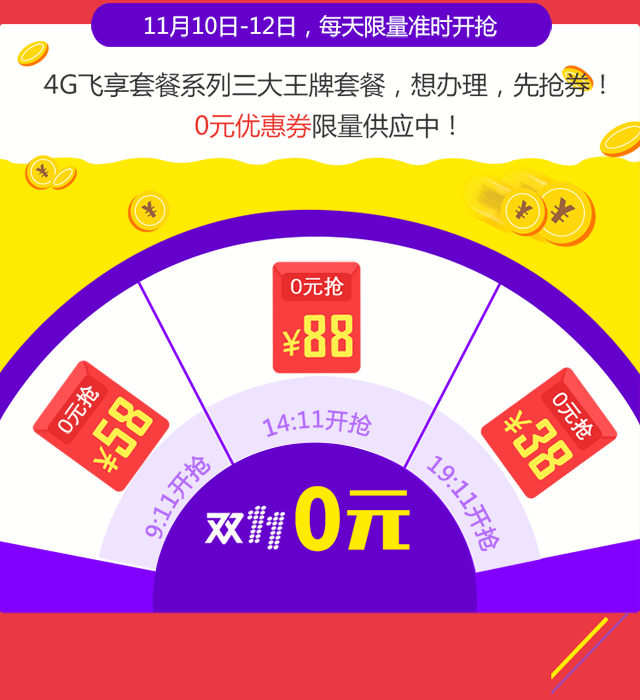 11月10日-12日，每天限量准时开抢
4G飞享套餐系列三大王牌套餐，想办理，先抢券！
0元优惠券限量供应中！
0元抢
¥58
9:11开抢
0元抢
¥88
14:11开抢
0元抢
¥38
19:11开抢
双11 0元